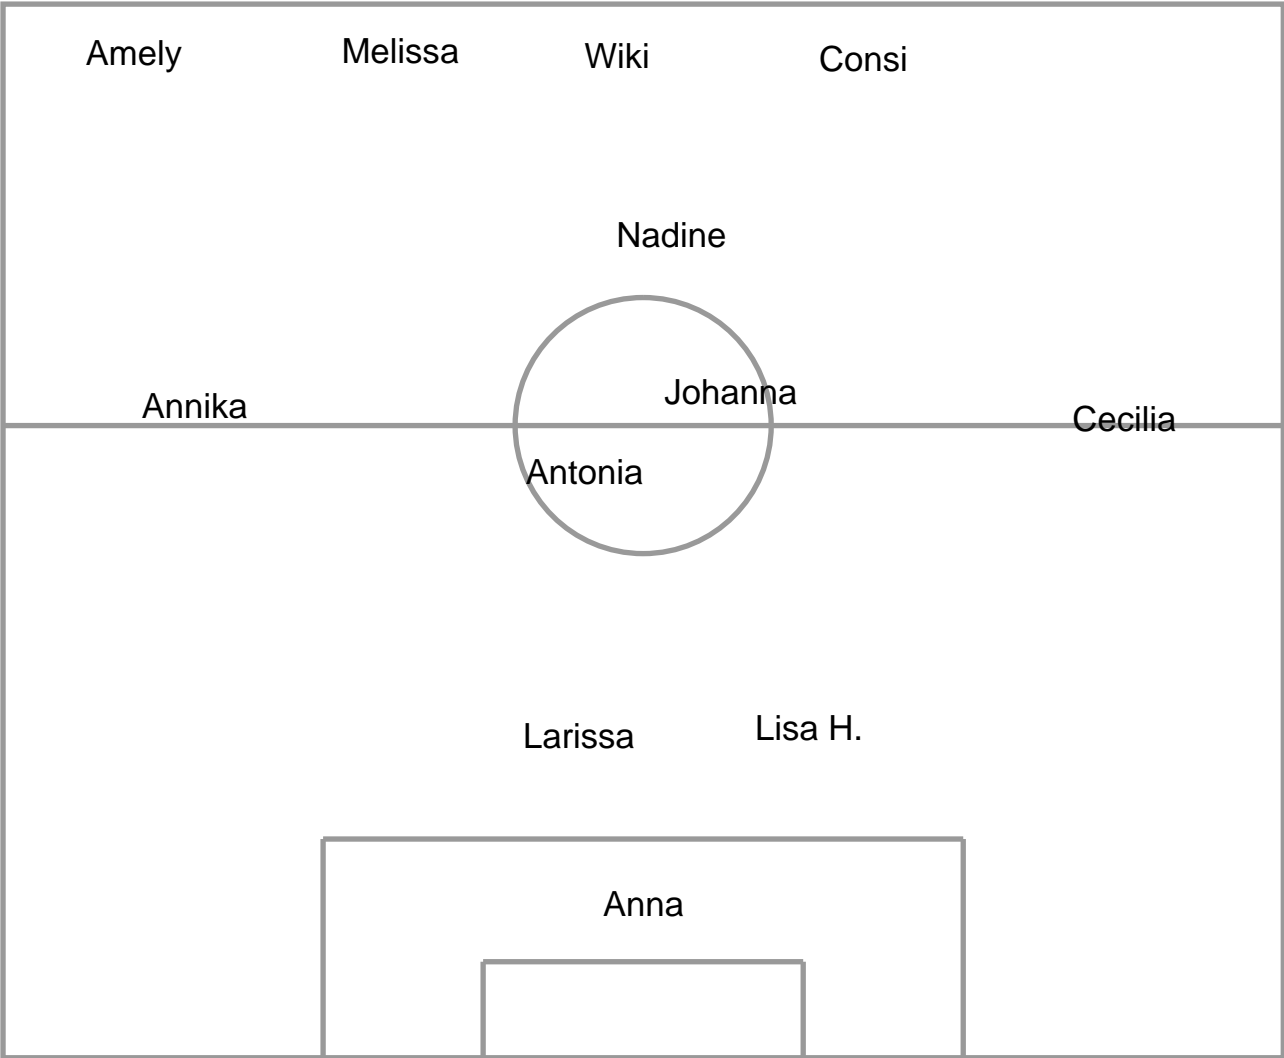 Amely Melissa Wiki Consi
Nadine
Johanna
Annika
Cecilia
Antonia
Lisa H.
Larissa
Anna